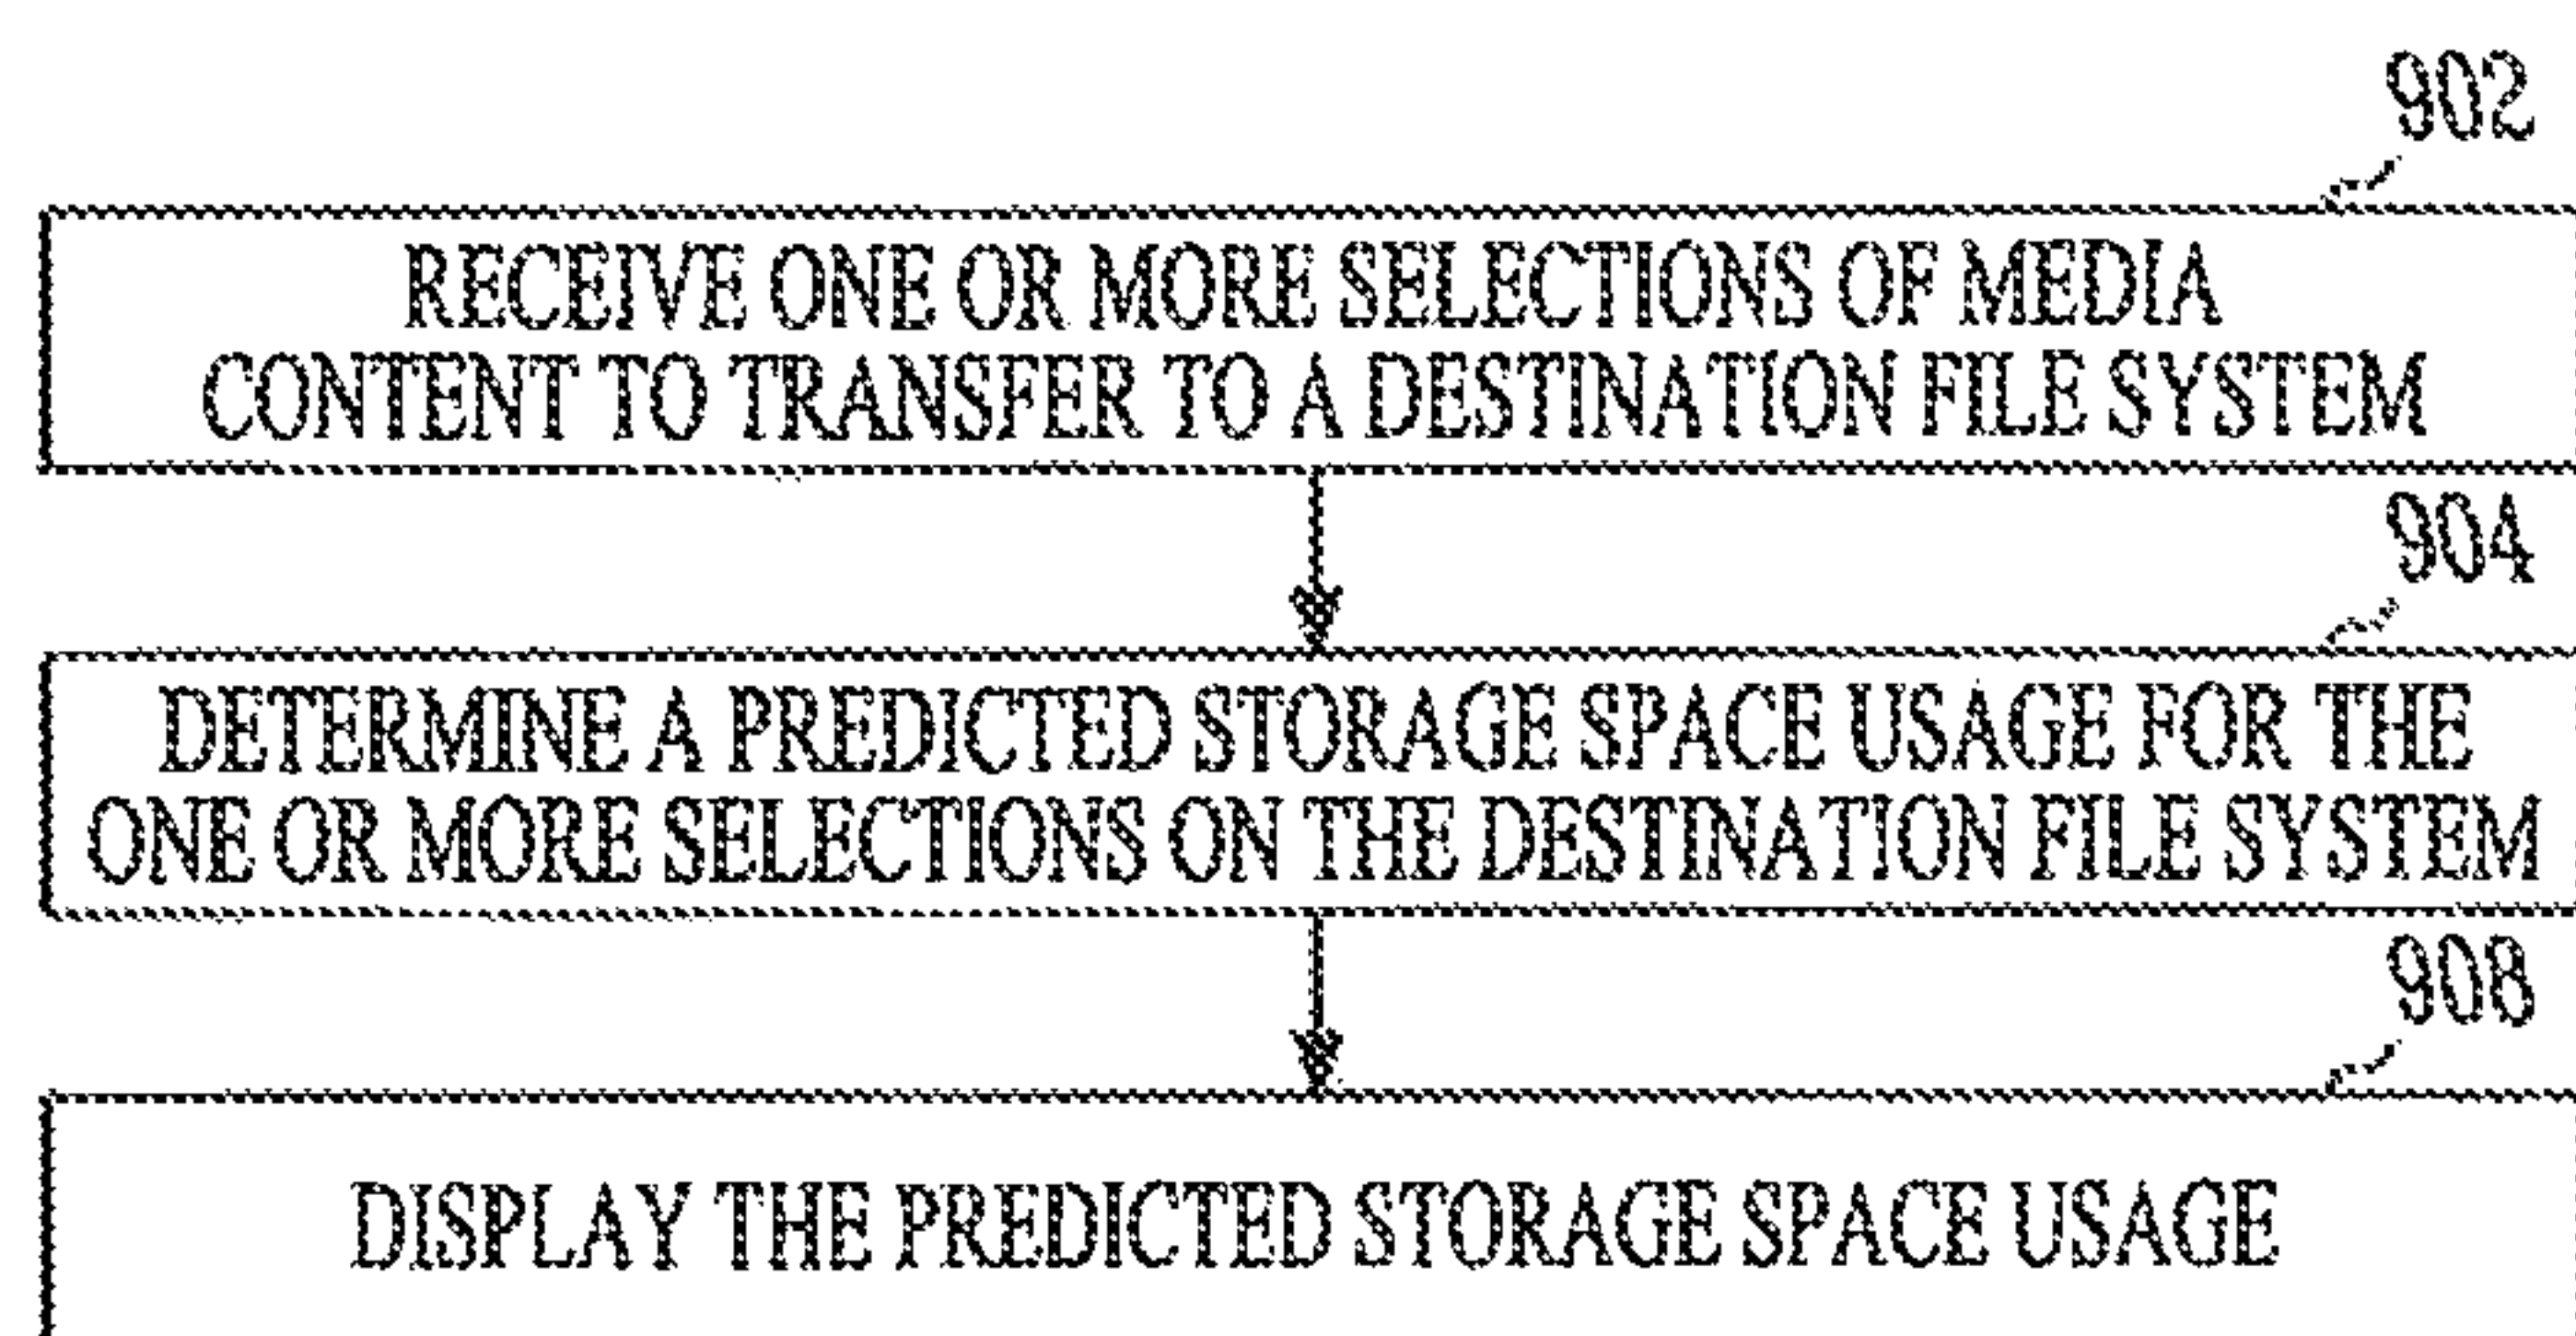 902
RECEIVE ONE OR MORE SELECTIONS OF MEDIA
CONTENT TO TRANSFER TO A DESTINATION FILE SYSTEM
904
DETERMINE A PREDICTED STORAGE SPACE USAGE FOR THE
ONE OR MORE SELECTIONS ON THE DESTINATION FILE SYSTEM
908
DISPLAY THE PREDICTED STORAGE SPACE USAGE